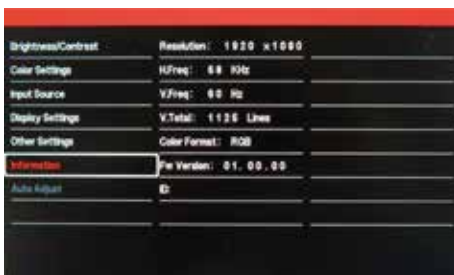 Brightness/Contrast
Color Settings
Input Source
Display Settings
Other Settings
Information
Auto Adjust
Resolution: 1920 x1080
H.Freq: 68 KHz
V.Freq: 60 Hz
V.Total: 1125 Lines
Color Format: RGB
Fw Version: 01.00.00
ID: